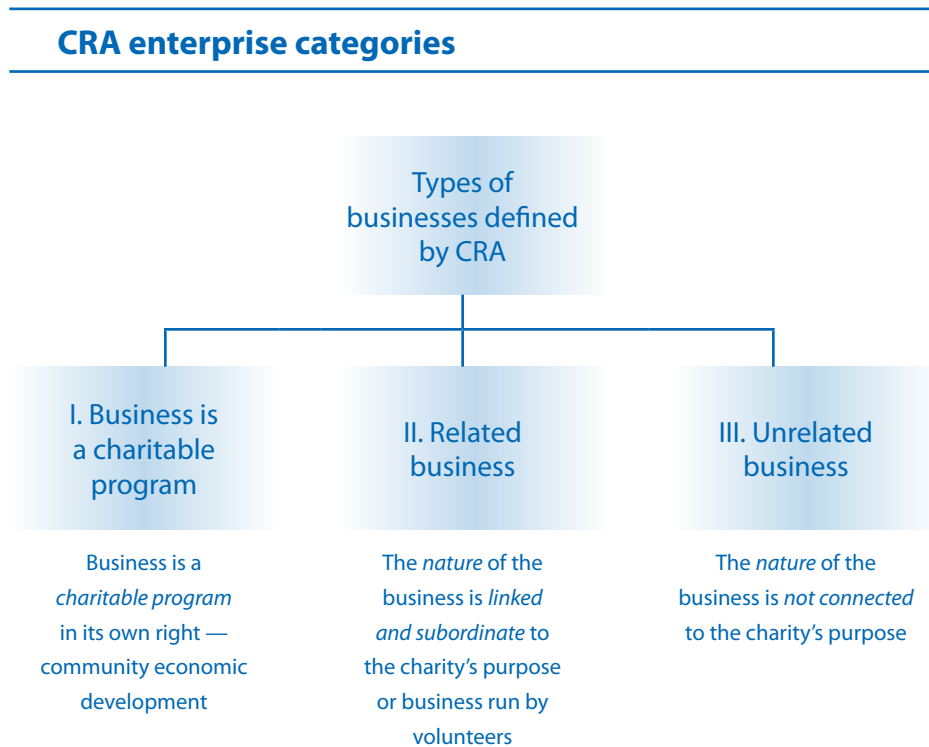 CRA enterprise categories
Types of
businesses defined
by CRA
I. Business is
a charitable
program
II. Related
business
III. Unrelated
business
Business is a
charitable program
in its own right —
community economic
development
The nature of the
business is linked
and subordinate to
the charity's purpose
or business run by
volunteers
The nature of the
business is not connected
to the charity's purpose